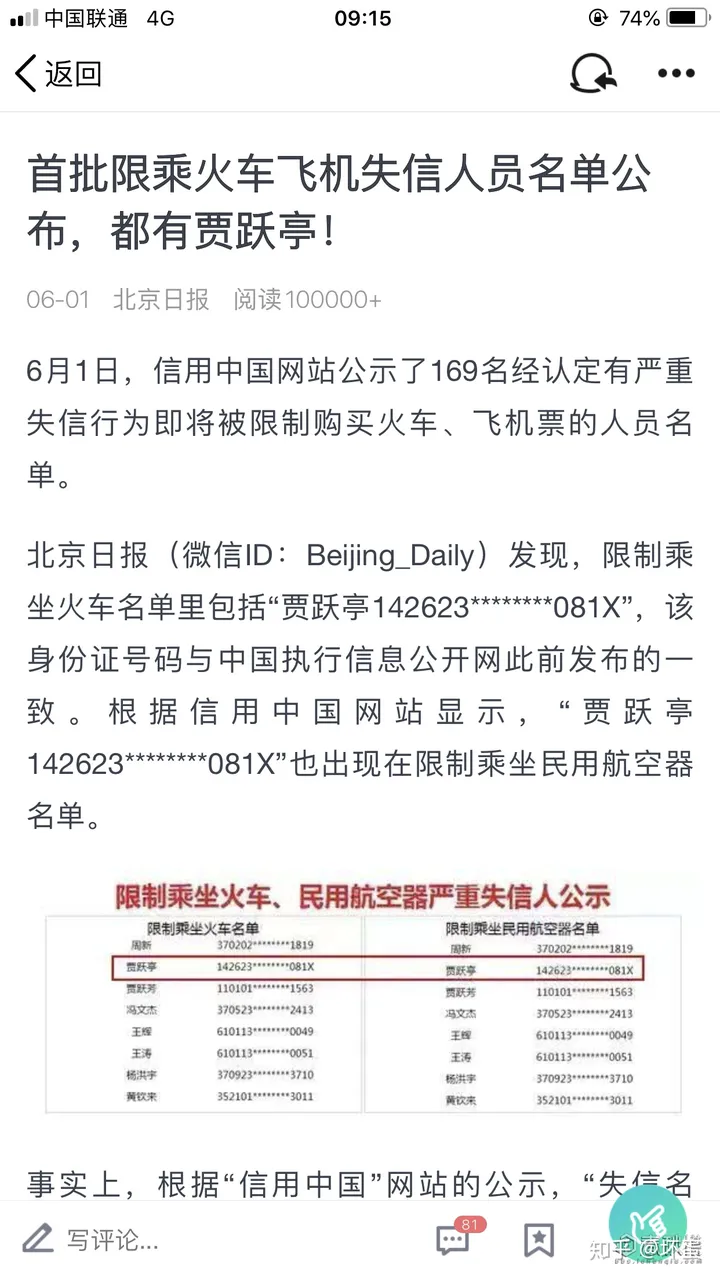 中国联通 4G 09:15 74%
返回
首批限乘火车飞机失信人员名单公
布，都有贾跃亭！
06-01 北京日报 阅读100000+
6月1日，信用中国网站公示了169名经认定有严重
失信行为即将被限制购买火车、飞机票的人员名
单。
北京日报（微信ID：Beijing_Daily）发现，限制乘
坐火车名单里包括“贾跃亭142623********081X”，该
身份证号码与中国执行信息公开网此前发布的一
致。根据信用中国网站显示，“贾跃亭
142623********081X”也出现在限制乘坐民用航空器
名单。
限制乘坐火车、民用航空器严重失信人公示
限制乘坐火车名单 限制乘坐民用航空器名单
周新 370202********1819 周新 370202********1819
贾跃亭 142623********081X 贾跃亭 142623********081X
贾跃芳 110101********1563 贾跃芳 110101********1563
冯文杰 370523********2413 冯文杰 370523********2413
王辉 610113********0049 王辉 610113********0049
王涛 610113********0051 王涛 610113********0051
杨洪宇 370923********3710 杨洪宇 370923********3710
黄钦来 352101********3011 黄钦来 352101********3011
事实上，根据“信用中国”网站的公示，“失信名
写评论... 81
知乎 @球蛋